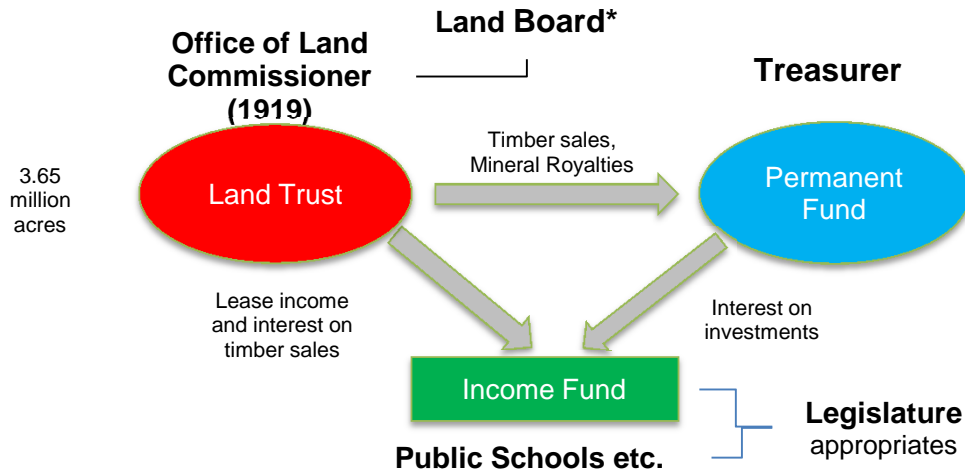 Land Board*
Office of Land
Commissioner
(1919)
Treasurer
3.65
million
acres
Land Trust
Timber sales,
Mineral Royalties
Permanent
Fund
Lease income
and interest on
timber sales
Interest on
investments
Income Fund
Legislature
appropriates
Public Schools etc.